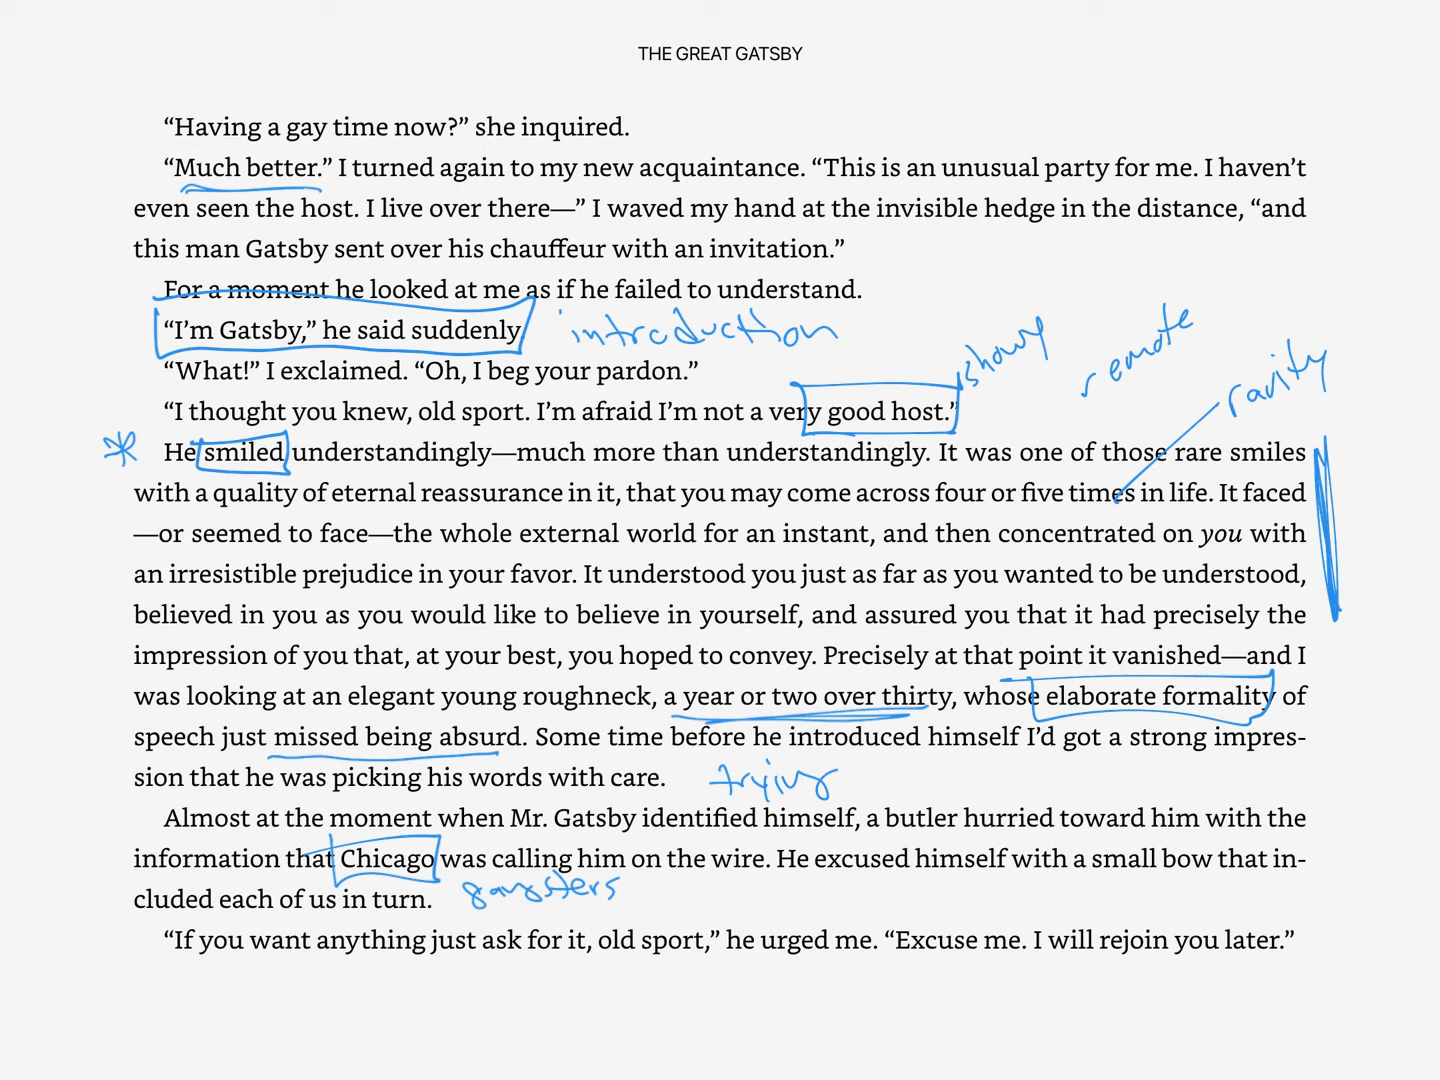 THE GREAT GATSBY
“Having a gay time now?” she inquired.
“Much better.” I turned again to my new acquaintance. “This is an unusual party for me. I haven’t
even seen the host. I live over there—” I waved my hand at the invisible hedge in the distance, “and
this man Gatsby sent over his chauffeur with an invitation.”
For a moment he looked at me as if he failed to understand.
“I’m Gatsby,” he said suddenly
introduction
“What!” I exclaimed. “Oh, I beg your pardon.”
showy
remote
rarity
“I thought you knew, old sport. I’m afraid I’m not a very good host.”
* He smiled understandingly—much more than understandingly. It was one of those rare smiles
with a quality of eternal reassurance in it, that you may come across four or five times in life. It faced
—or seemed to face—the whole external world for an instant, and then concentrated on you with
an irresistible prejudice in your favor. It understood you just as far as you wanted to be understood,
believed in you as you would like to believe in yourself, and assured you that it had precisely the
impression of you that, at your best, you hoped to convey. Precisely at that point it vanished—and I
was looking at an elegant young roughneck, a year or two over thirty, whose elaborate formality of
speech just missed being absurd. Some time before he introduced himself I’d got a strong impres-
sion that he was picking his words with care.
trying
Almost at the moment when Mr. Gatsby identified himself, a butler hurried toward him with the
information that Chicago was calling him on the wire. He excused himself with a small bow that in-
cluded each of us in turn.
gangsters
“If you want anything just ask for it, old sport,” he urged me. “Excuse me. I will rejoin you later.”